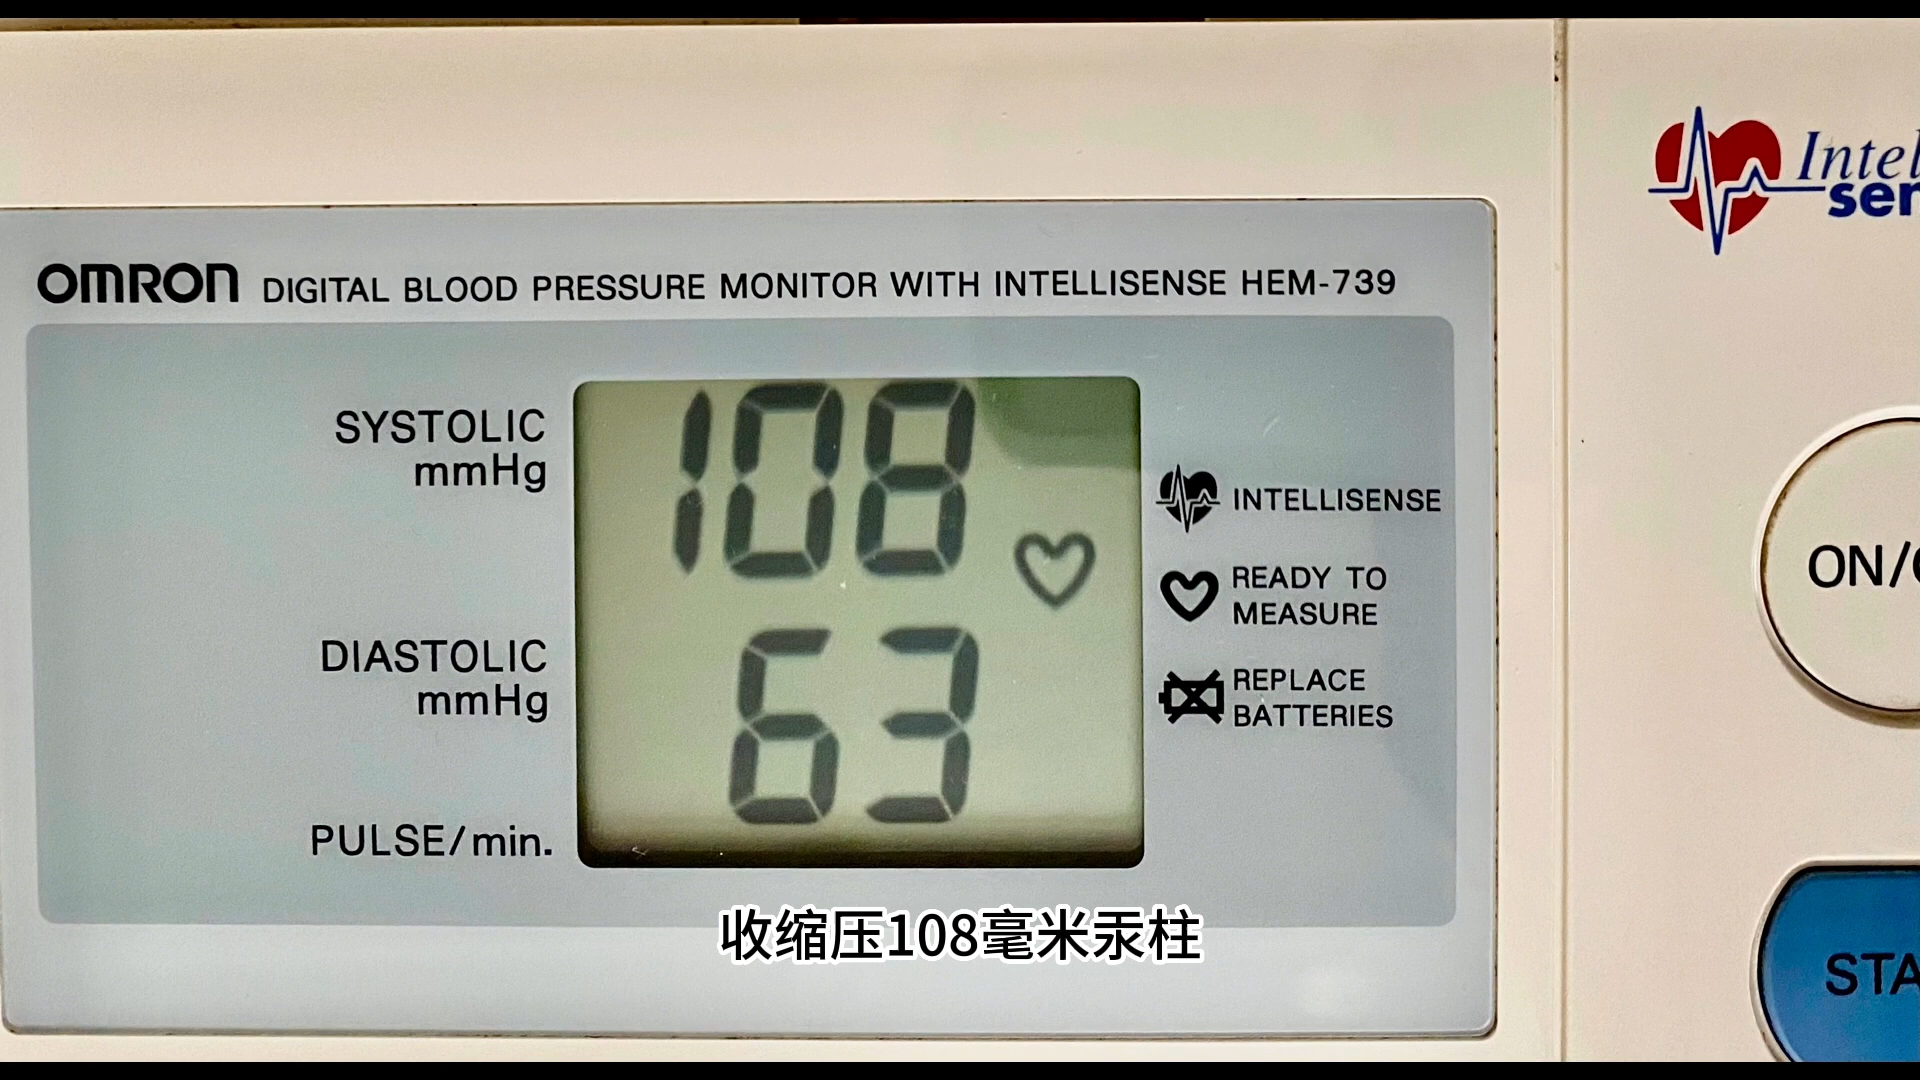 Intel
ser
OMRON DIGITAL BLOOD PRESSURE MONITOR WITH INTELLISENSE HEM-739
SYSTOLIC
mmHg
108
INTELLISENSE
READY TO
MEASURE
DIASTOLIC
mmHg
63
REPLACE
BATTERIES
PULSE/min.
ON/
STA
收缩压108毫米汞柱